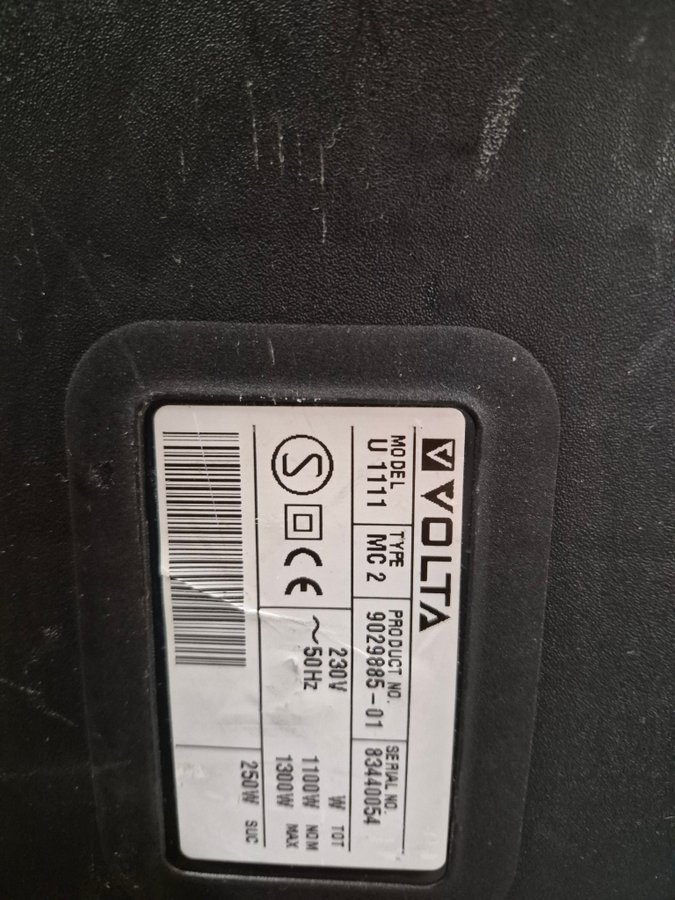 VOLTA
MODEL TYPE PRODUCT NO. SERIAL NO.
U 1111 MC 2 9029885-01 83440054
S CE 230V W TOT
~50Hz 1100W NOM
1300W MAX
250W SUC